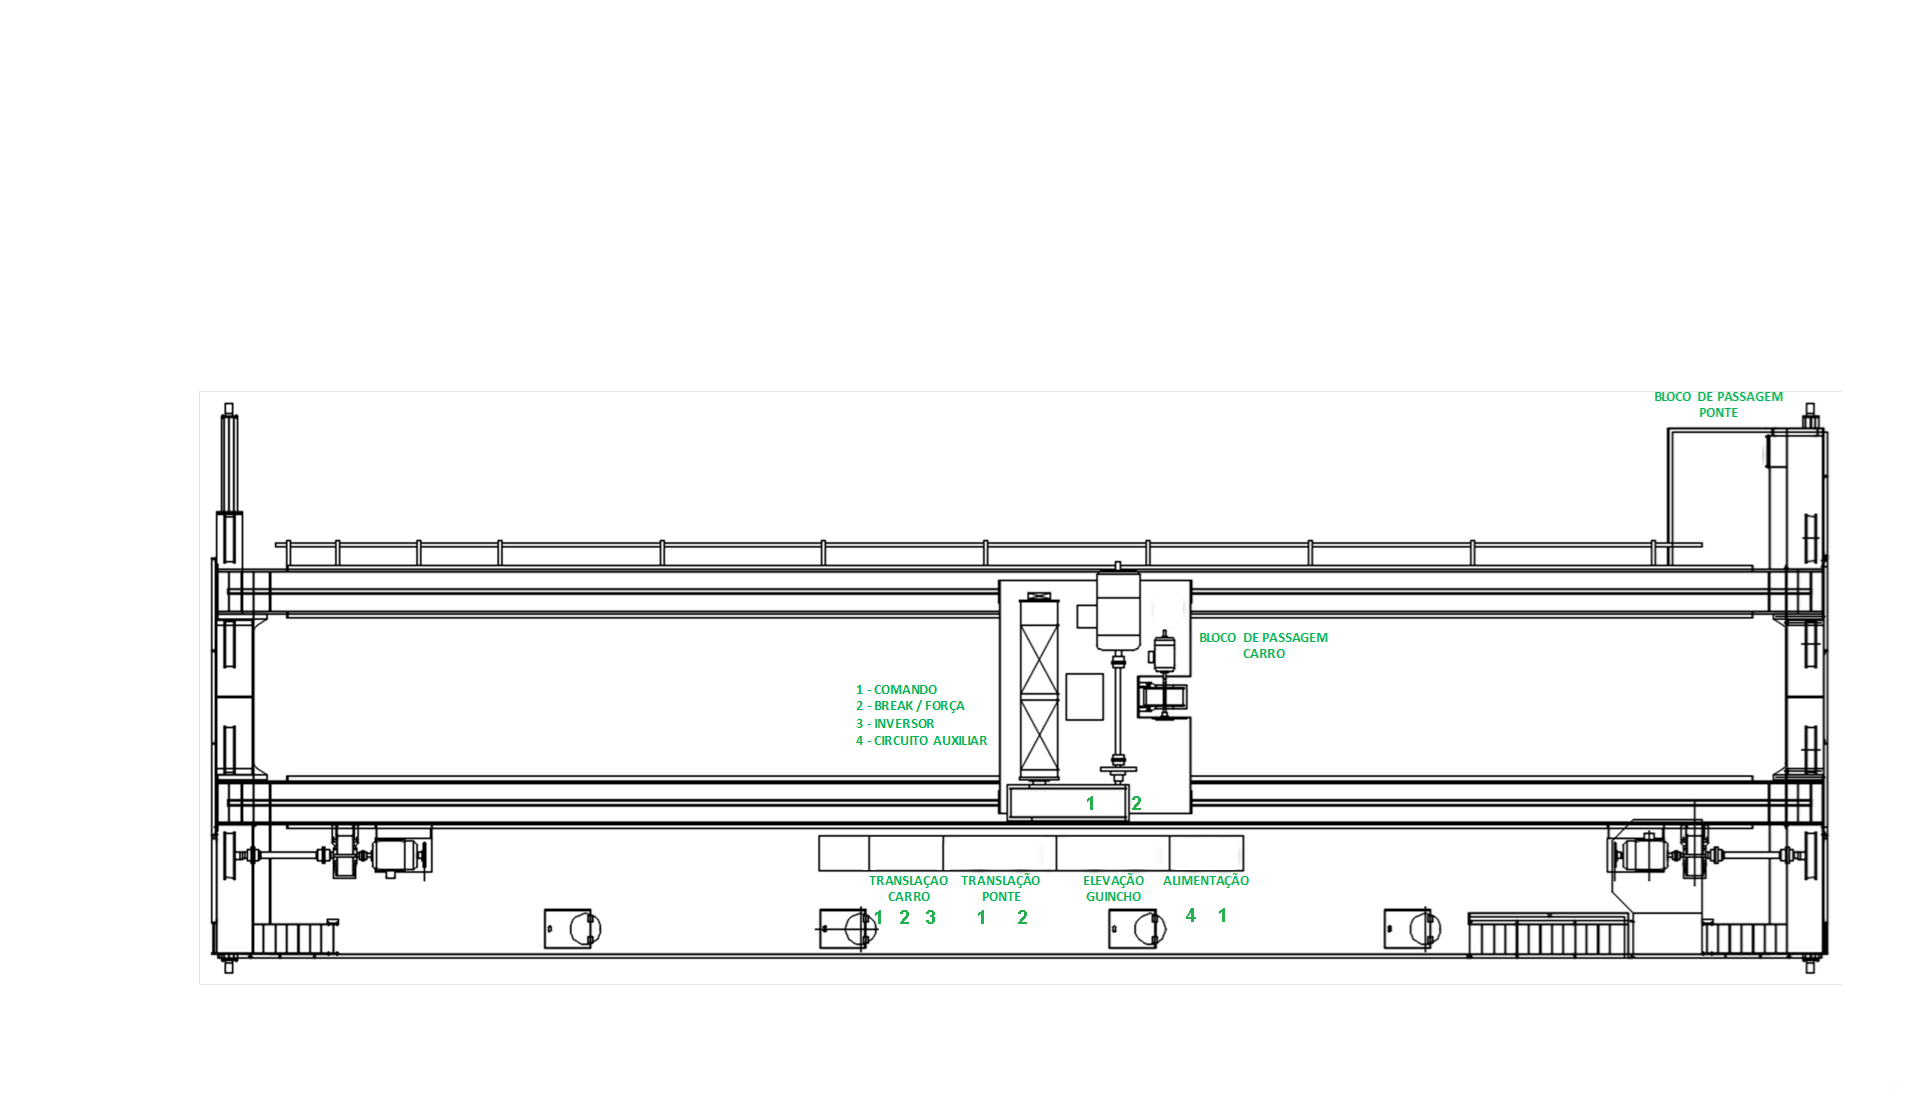 BLOCO DE PASSAGEM
PONTE
BLOCO DE PASSAGEM
CARRO
1 - COMANDO
2 - BREAK / FORÇA
3 - INVERSOR
4 - CIRCUITO AUXILIAR
1 2
TRANSLAÇAO
CARRO
1 2 3
TRANSLAÇÃO
PONTE
1 2
ELEVAÇÃO
GUINCHO
ALIMENTAÇÃO
4 1